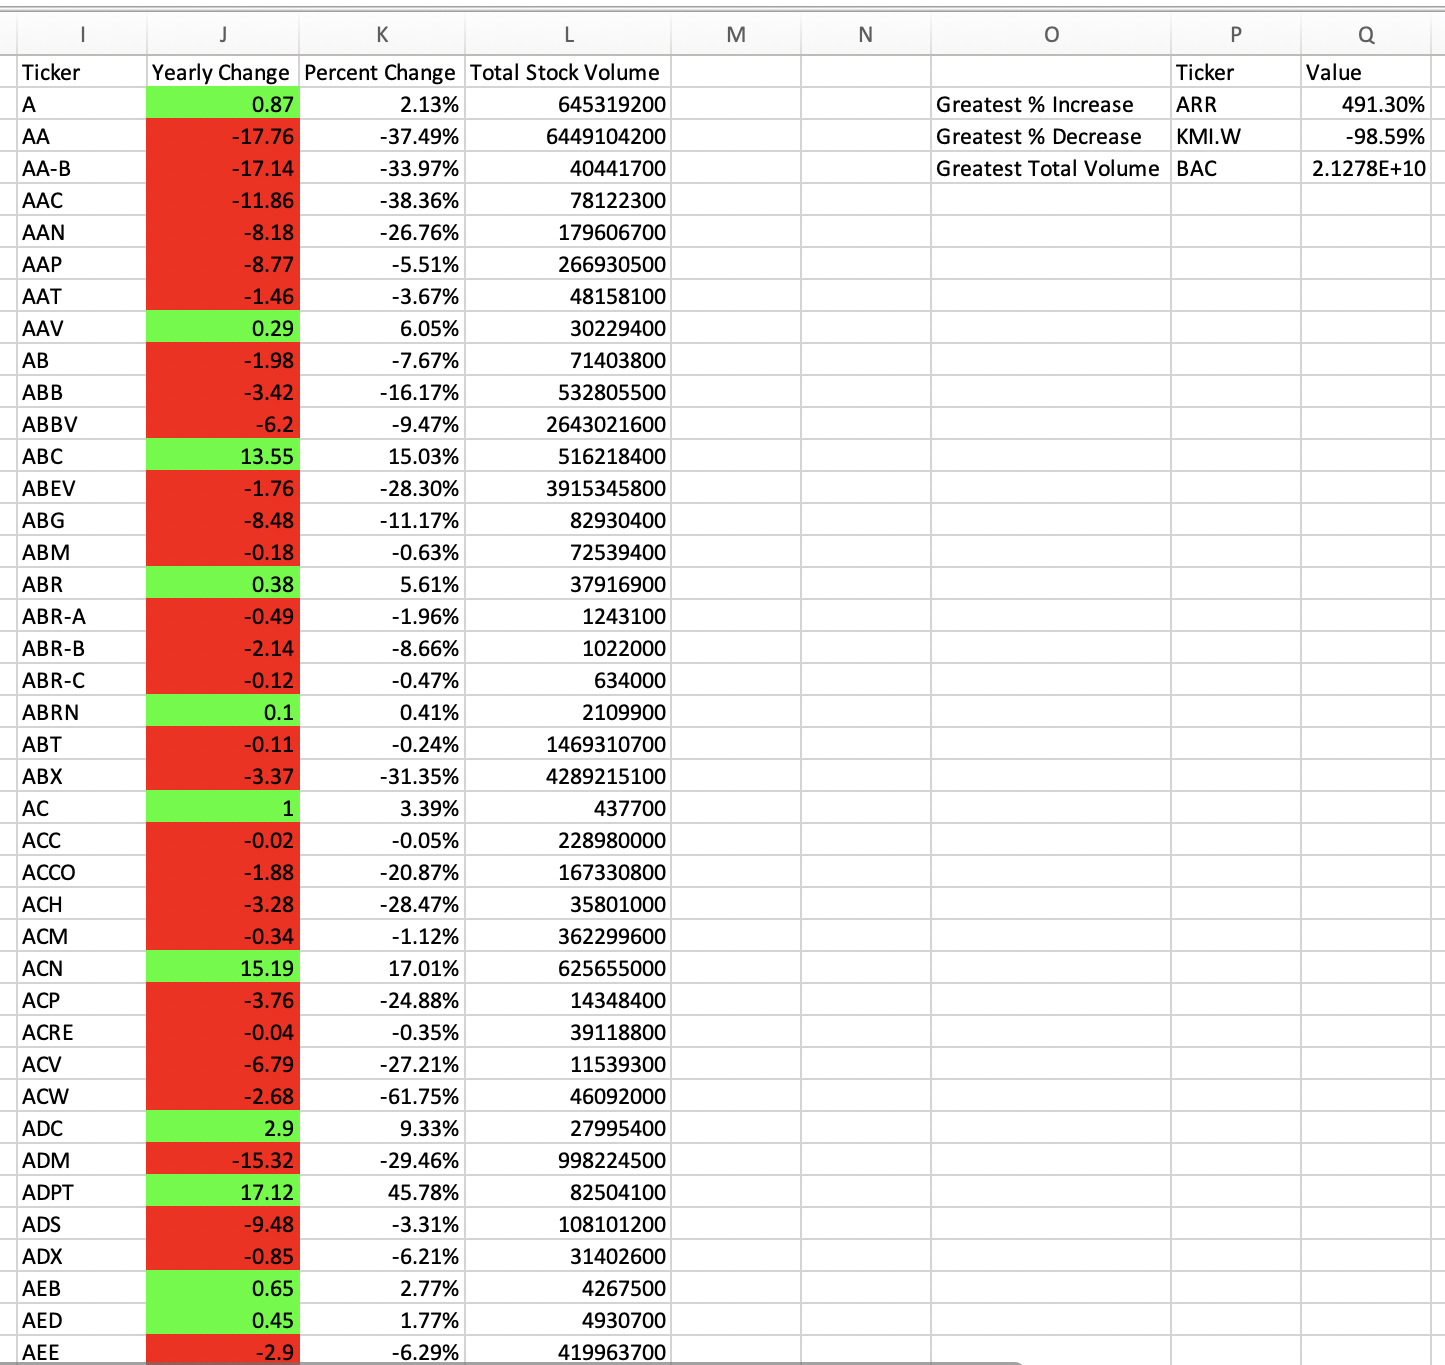 I J K L M N O P Q
Ticker Yearly Change Percent Change Total Stock Volume Ticker Value
A 0.87 2.13% 645319200 Greatest % Increase ARR 491.30%
AA -17.76 -37.49% 6449104200 Greatest % Decrease KMI.W -98.59%
AA-B -17.14 -33.97% 40441700 Greatest Total Volume BAC 2.1278E+10
AAC -11.86 -38.36% 78122300
AAN -8.18 -26.76% 179606700
AAP -8.77 -5.51% 266930500
AAT -1.46 -3.67% 48158100
AAV 0.29 6.05% 30229400
AB -1.98 -7.67% 71403800
ABB -3.42 -16.17% 532805500
ABBV -6.2 -9.47% 2643021600
ABC 13.55 15.03% 516218400
ABEV -1.76 -28.30% 3915345800
ABG -8.48 -11.17% 82930400
ABM -0.18 -0.63% 72539400
ABR 0.38 5.61% 37916900
ABR-A -0.49 -1.96% 1243100
ABR-B -2.14 -8.66% 1022000
ABR-C -0.12 -0.47% 634000
ABRN 0.1 0.41% 2109900
ABT -0.11 -0.24% 1469310700
ABX -3.37 -31.35% 4289215100
AC 1 3.39% 437700
ACC -0.02 -0.05% 228980000
ACCO -1.88 -20.87% 167330800
ACH -3.28 -28.47% 35801000
ACM -0.34 -1.12% 362299600
ACN 15.19 17.01% 625655000
ACP -3.76 -24.88% 14348400
ACRE -0.04 -0.35% 39118800
ACV -6.79 -27.21% 11539300
ACW -2.68 -61.75% 46092000
ADC 2.9 9.33% 27995400
ADM -15.32 -29.46% 998224500
ADPT 17.12 45.78% 82504100
ADS -9.48 -3.31% 108101200
ADX -0.85 -6.21% 31402600
AEB 0.65 2.77% 4267500
AED 0.45 1.77% 4930700
AEE -2.9 -6.29% 419963700